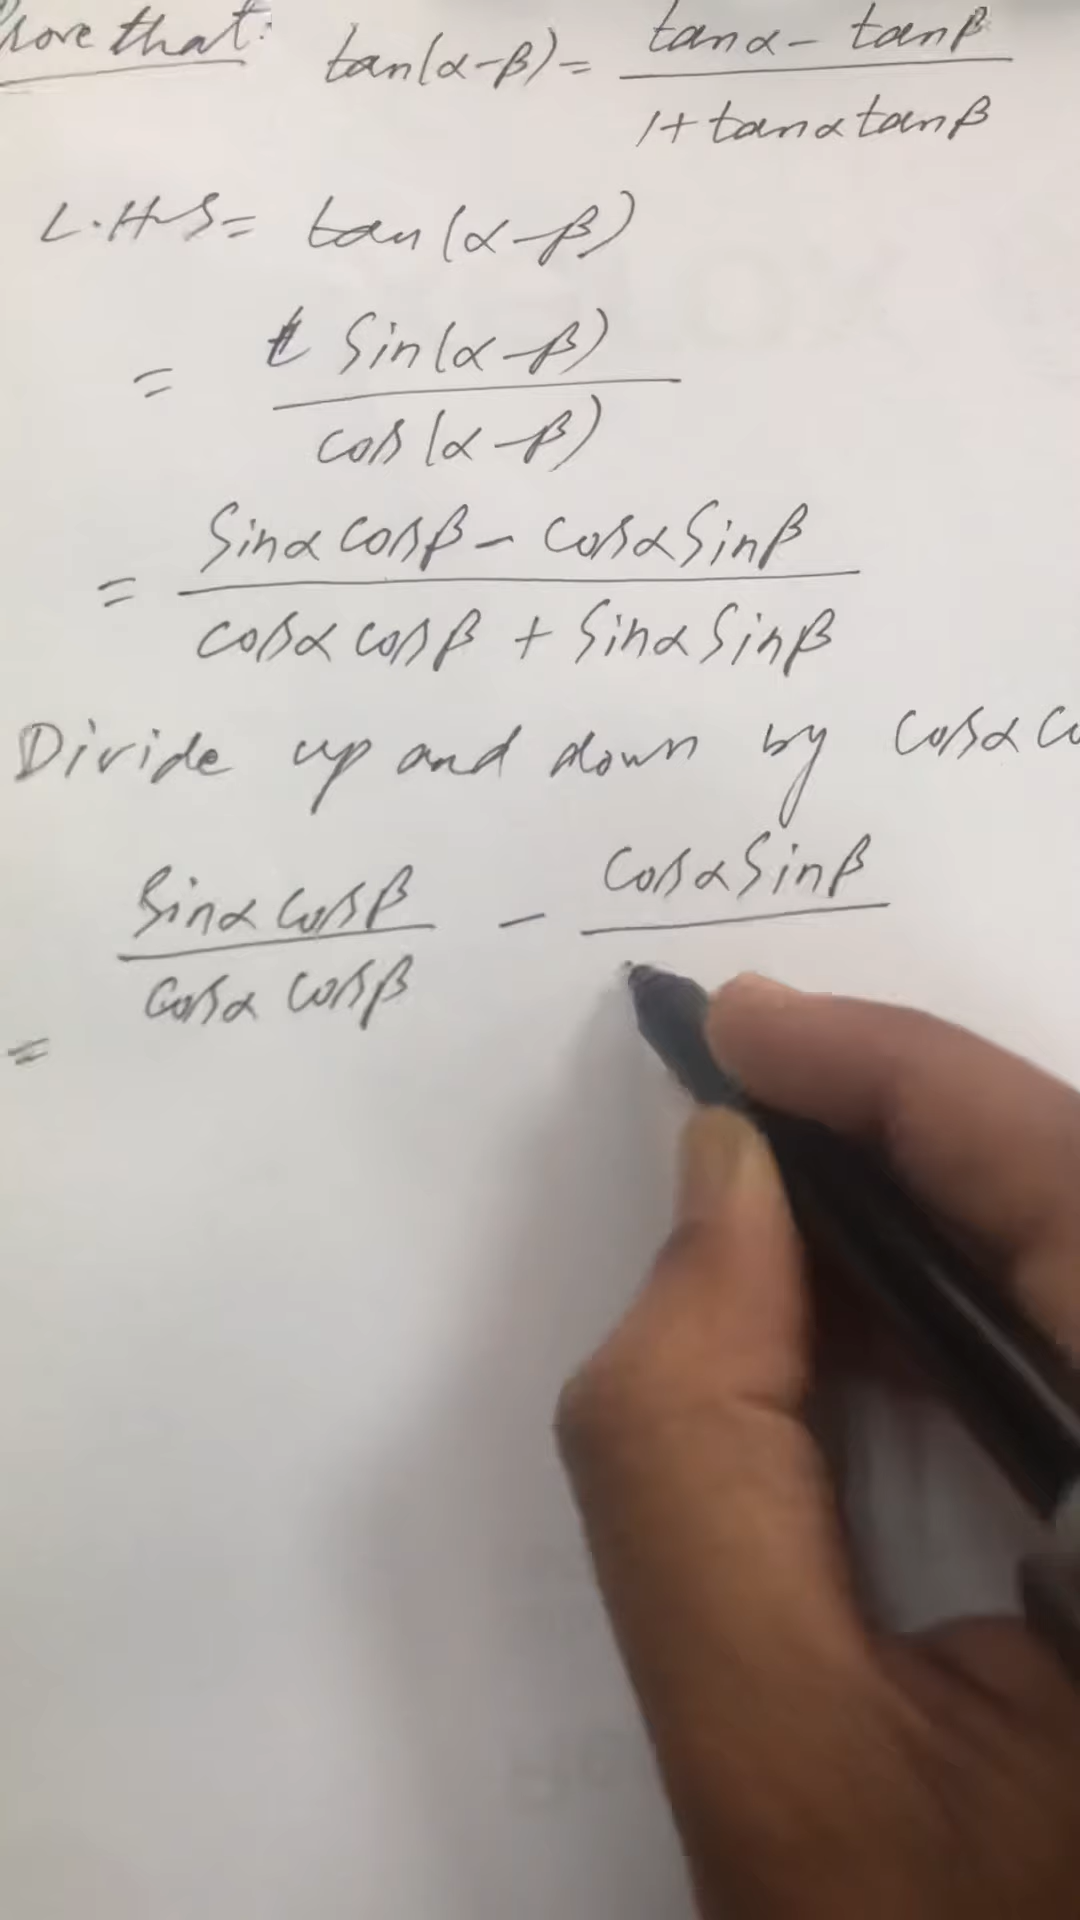 Prove that: tan(α-β) = tanα - tanβ / 1 + tanα tanβ
L.H.S = tan(α-β)
= Sin(α-β) / cos(α-β)
= Sinα cosβ - cosα Sinβ / cosα cosβ + Sinα Sinβ
Divide up and down by cosα
= Sinα cosβ / cosα cosβ - cosα Sinβ